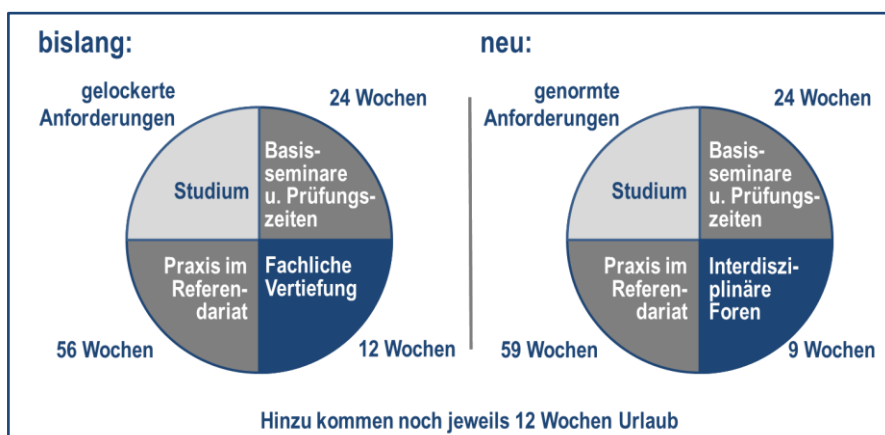 bislang:
gelockerte
Anforderungen
24 Wochen
Studium
Basis-
seminare
u. Prüfungs-
zeiten
Praxis im
Referen-
dariat
Fachliche
Vertiefung
56 Wochen
12 Wochen
neu:
genormte
Anforderungen
24 Wochen
Studium
Basis-
seminare
u. Prüfungs-
zeiten
Praxis im
Referen-
dariat
Interdiszi-
plinäre
Foren
59 Wochen
9 Wochen
Hinzu kommen noch jeweils 12 Wochen Urlaub